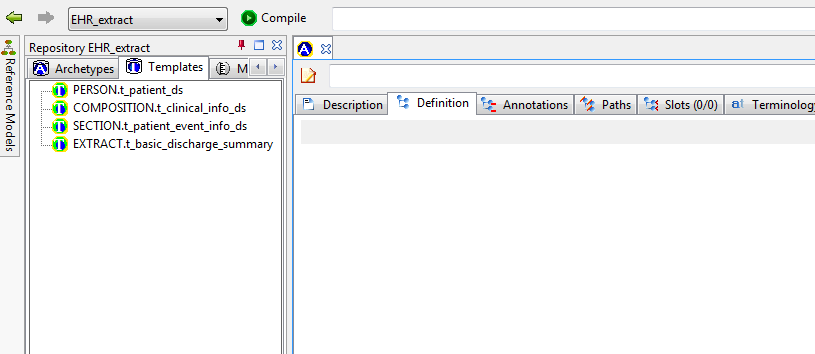 EHR_extract
Compile
Reference Models
Repository EHR_extract
Archetypes
Templates
M
PERSON.t_patient_ds
COMPOSITION.t_clinical_info_ds
SECTION.t_patient_event_info_ds
EXTRACT.t_basic_discharge_summary
Description
Definition
Annotations
Paths
Slots (0/0)
Terminology